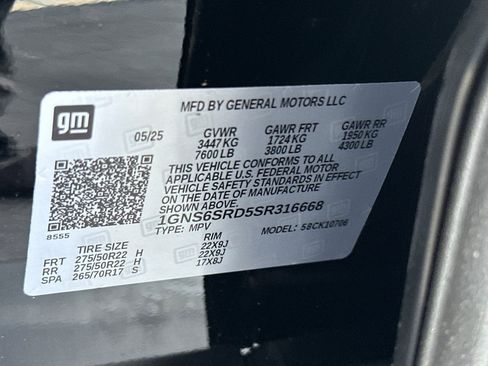 MFD BY GENERAL MOTORS LLC
gm
05/25 GVWR GAWR FRT GAWR RR
3447 KG 1724 KG 1950 KG
7600 LB 3800 LB 4300 LB
THIS VEHICLE CONFORMS TO ALL
APPLICABLE U.S. FEDERAL MOTOR
VEHICLE SAFETY STANDARDS IN EFFECT
ON THE DATE OF MANUFACTURE
SHOWN ABOVE.
8555 1GNS6SRD5SR316668
TYPE: MPV MODEL: 58CK10706
TIRE SIZE RIM
FRT 275/50R22 H 22X9J
RR 275/50R22 H 22X9J
SPA 265/70R17 S 17X8J